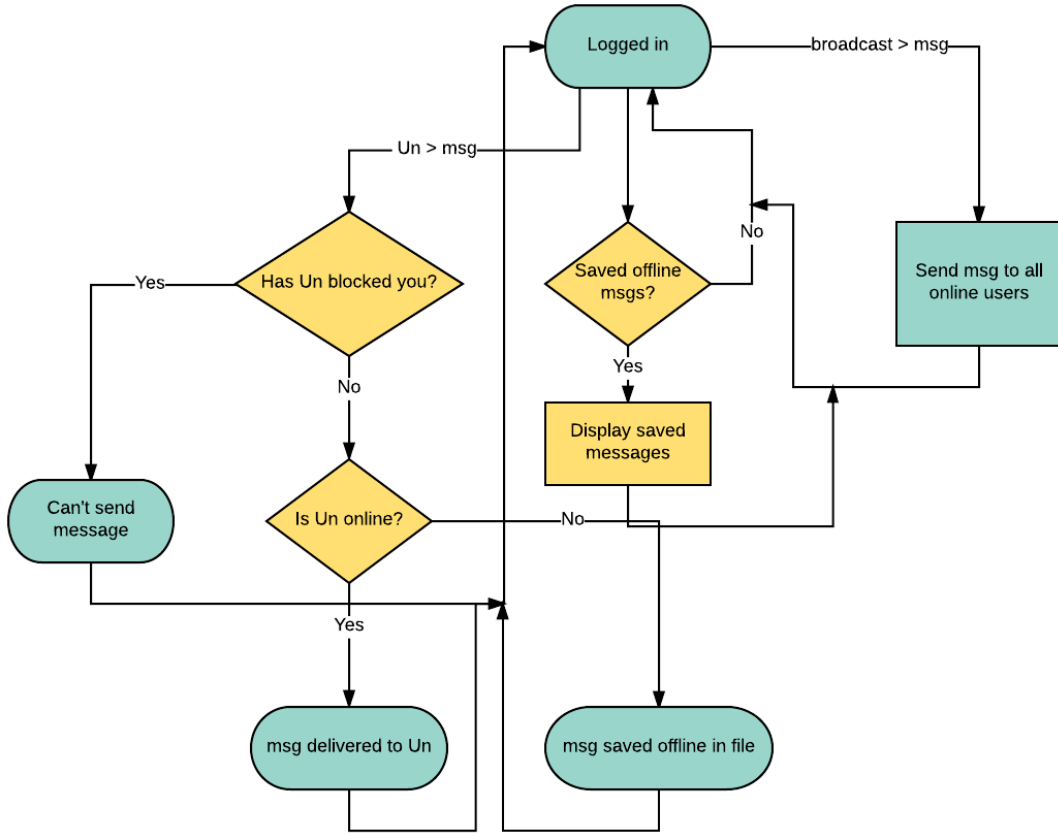 Logged in
broadcast > msg
Un > msg
No
Saved offline
msgs?
Has Un blocked you?
Yes
Send msg to all
online users
Yes
No
Display saved
messages
Can't send
message
Is Un online?
No
Yes
msg delivered to Un
msg saved offline in file